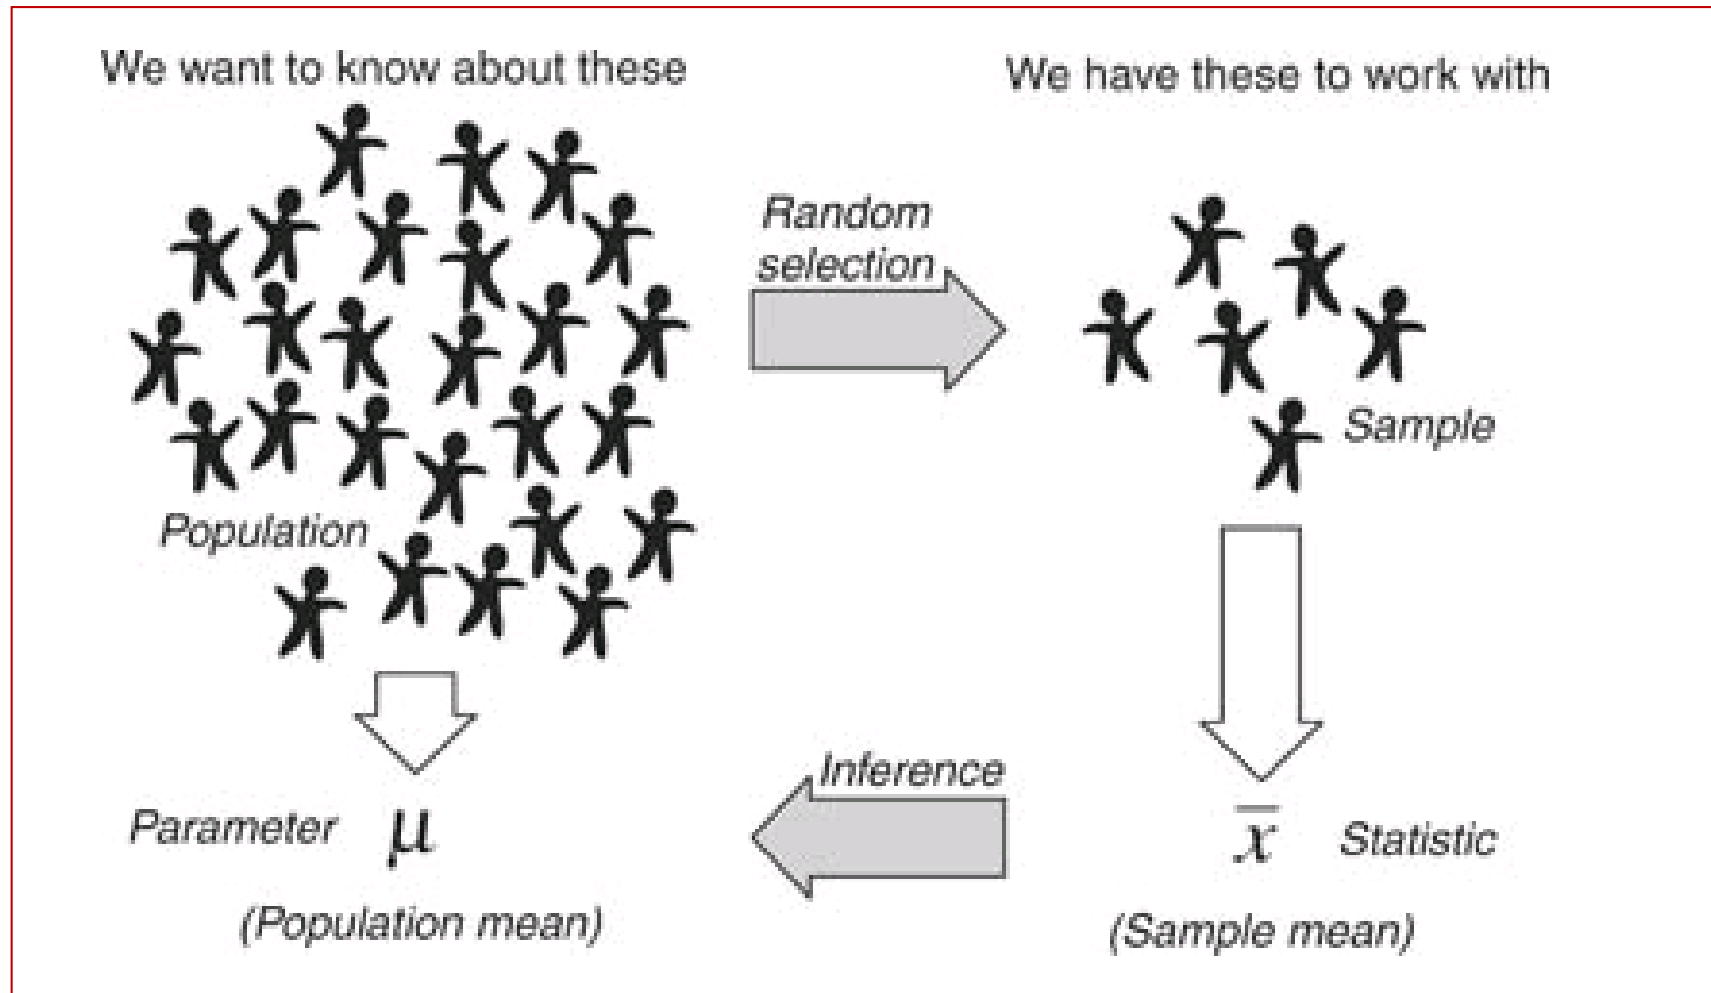 We want to know about these
We have these to work with
Random
selection
Sample
Population
Inference
Parameter μ
x̄ Statistic
(Population mean)
(Sample mean)